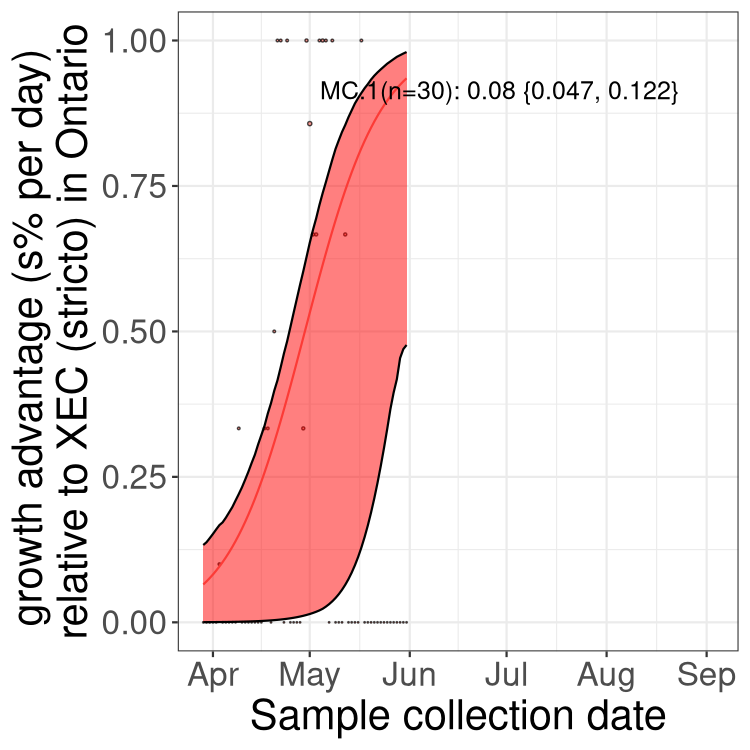 growth advantage (s% per day)
relative to XEC (stricto) in Ontario
1.00
0.75
0.50
0.25
0.00
MC.1(n=30): 0.08 {0.047, 0.122}
Apr May Jun Jul Aug Sep
Sample collection date